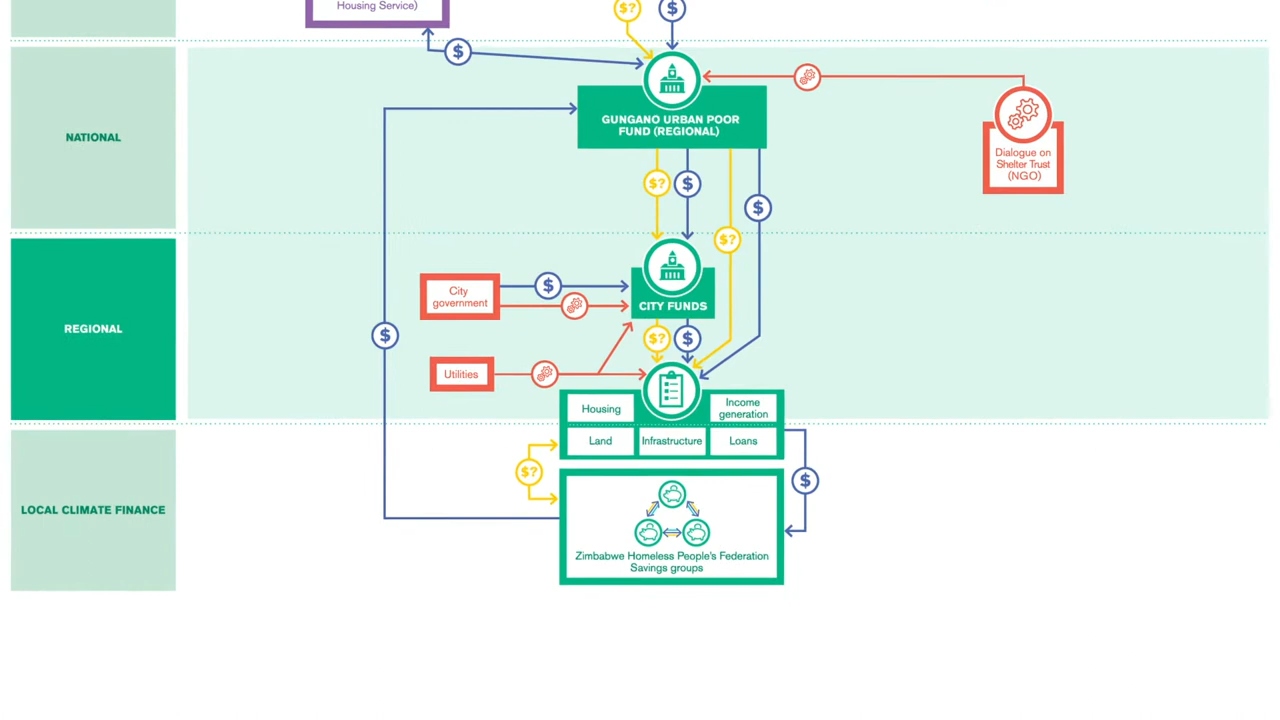 Housing Service)
$?
$
$
NATIONAL
GUNGANO URBAN POOR
FUND (REGIONAL)
Dialogue on
Shelter Trust
(NGO)
$?
$
$
$?
REGIONAL
City
government
$
CITY FUNDS
$
$?
$
Utilities
Housing
Income
generation
Land
Infrastructure
Loans
$?
$
LOCAL CLIMATE FINANCE
Zimbabwe Homeless People's Federation
Savings groups